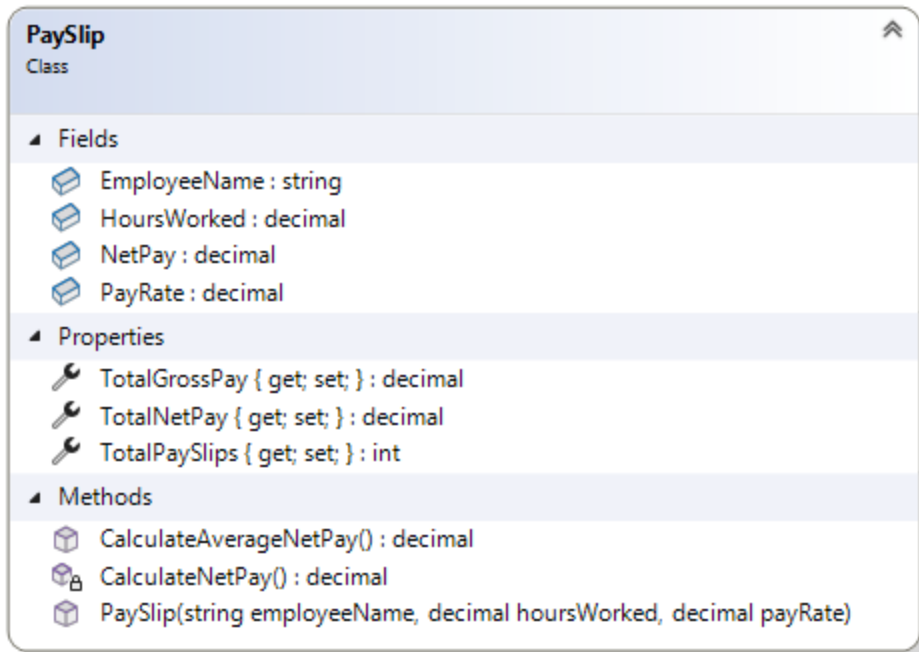 PaySlip
Class
Fields
EmployeeName : string
HoursWorked : decimal
NetPay : decimal
PayRate : decimal
Properties
TotalGrossPay { get; set; } : decimal
TotalNetPay { get; set; } : decimal
TotalPaySlips { get; set; } : int
Methods
CalculateAverageNetPay() : decimal
CalculateNetPay() : decimal
PaySlip(string employeeName, decimal hoursWorked, decimal payRate)